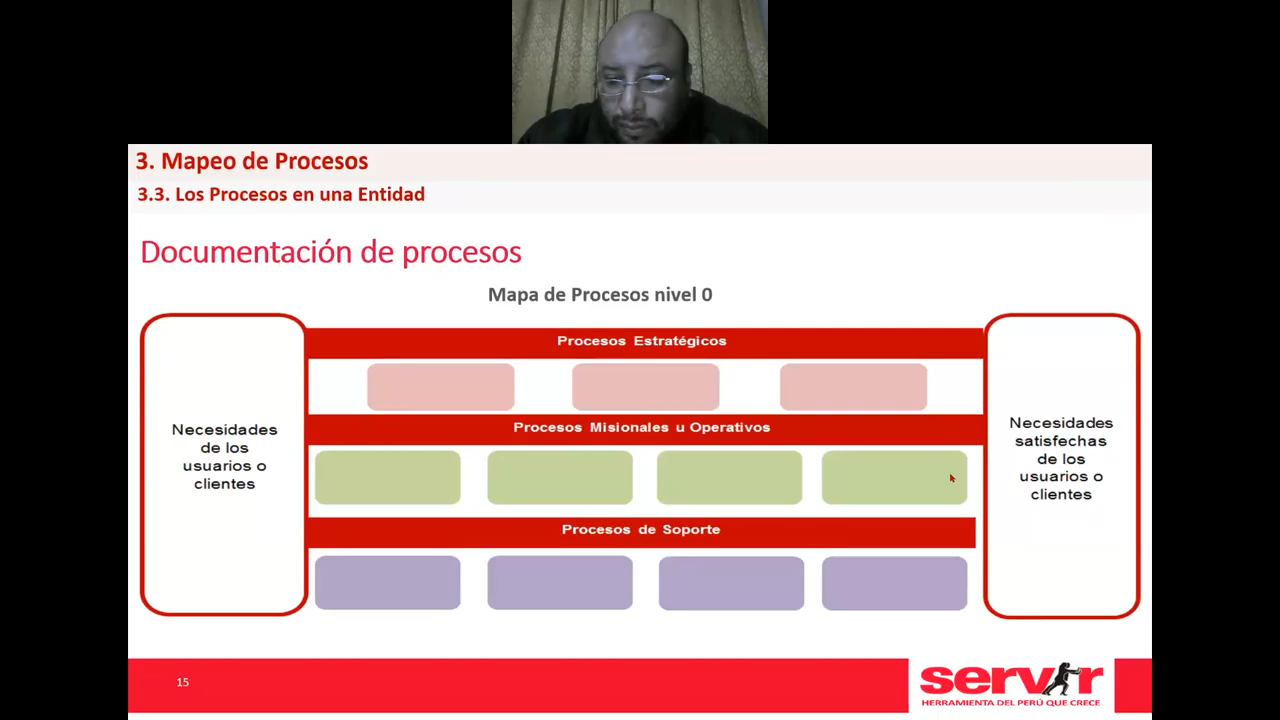 3. Mapeo de Procesos
3.3. Los Procesos en una Entidad
Documentación de procesos
Mapa de Procesos nivel 0
Necesidades
de los
usuarios o
clientes
Procesos Estratégicos
Procesos Misionales u Operativos
Procesos de Soporte
Necesidades
satisfechas
de los
usuarios o
clientes
15
servir
HERRAMIENTA DEL PERÚ QUE CRECE